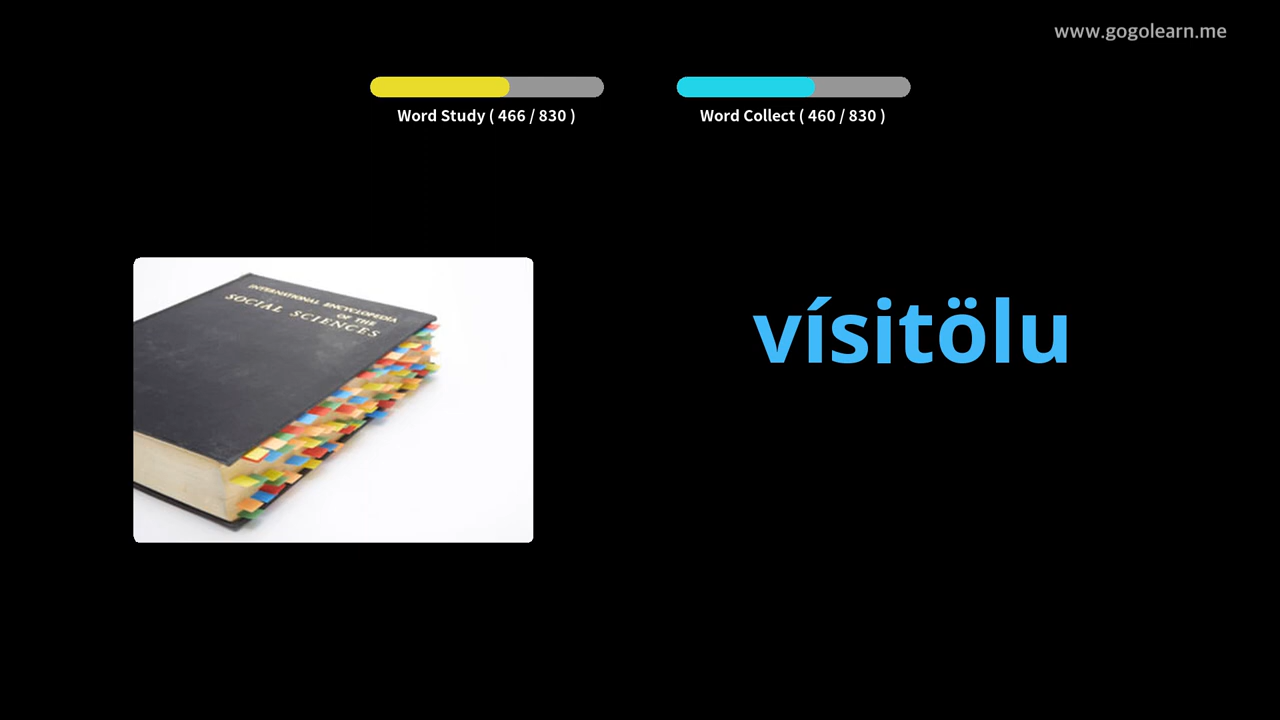 www.gogolearn.me
Word Study ( 466 / 830 )
Word Collect ( 460 / 830 )
INTERNATIONAL ENCYCLOPEDIA
OF THE
SOCIAL SCIENCES
vísitölu